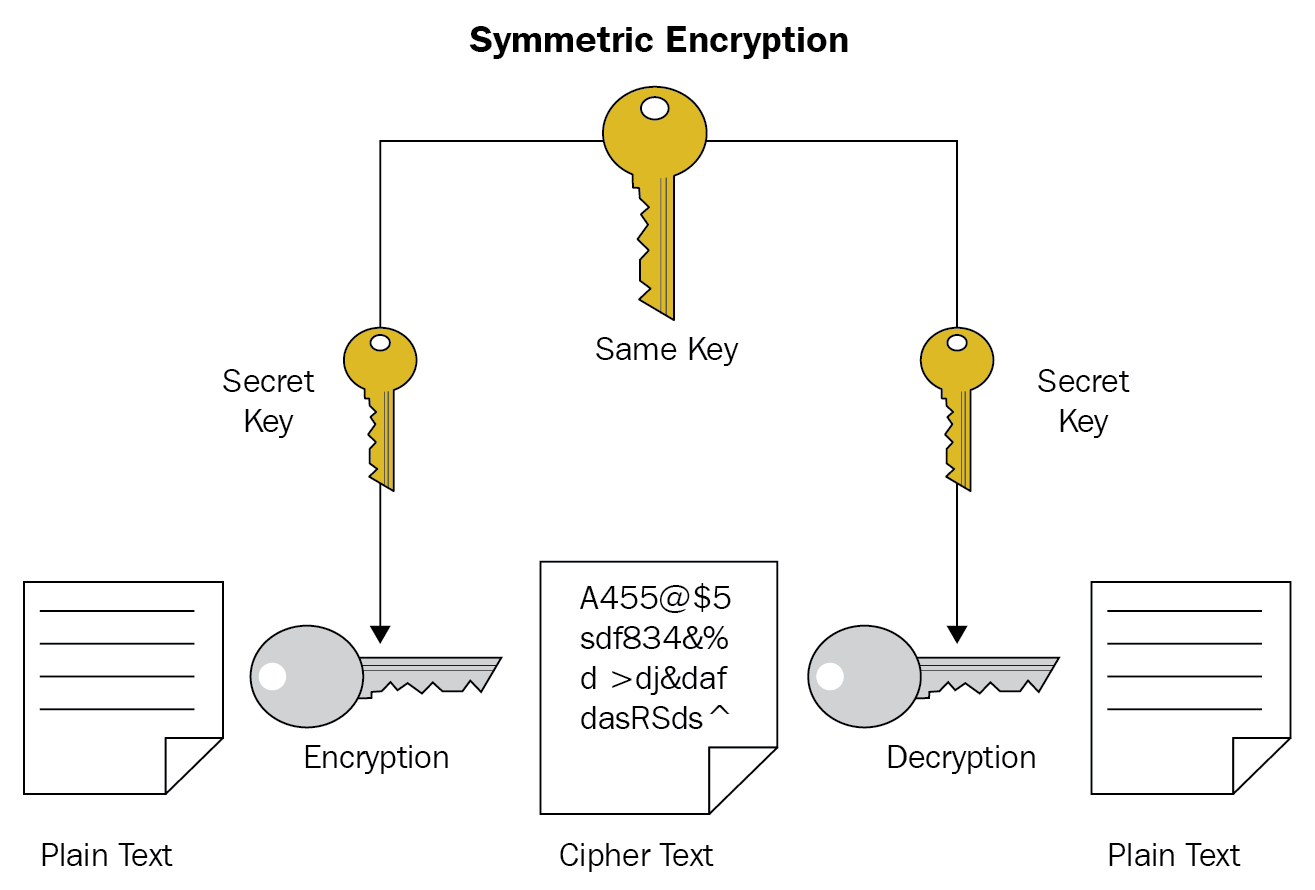 Symmetric Encryption
Same Key
Secret
Key
Secret
Key
A455@$5
sdf834&%
d >dj&daf
dasRSds^
Encryption
Decryption
Plain Text
Cipher Text
Plain Text